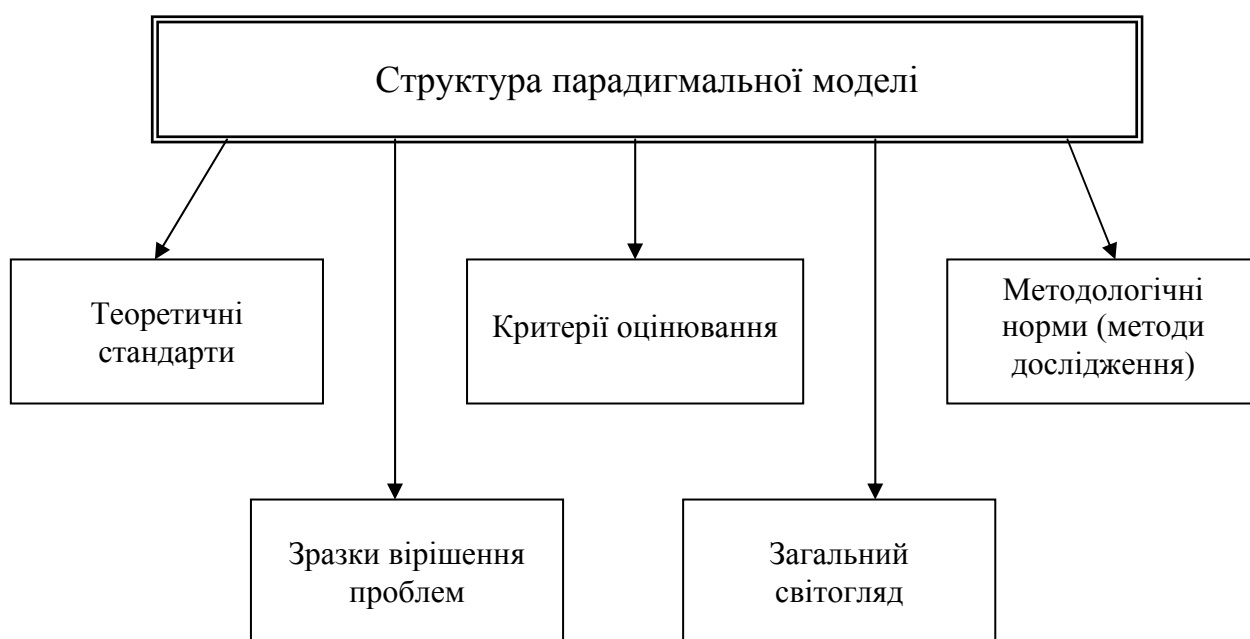 Структура парадигмальної моделі
Теоретичні
стандарти
Критерії оцінювання
Методологічні
норми (методи
дослідження)
Зразки вірішення
проблем
Загальний
світогляд